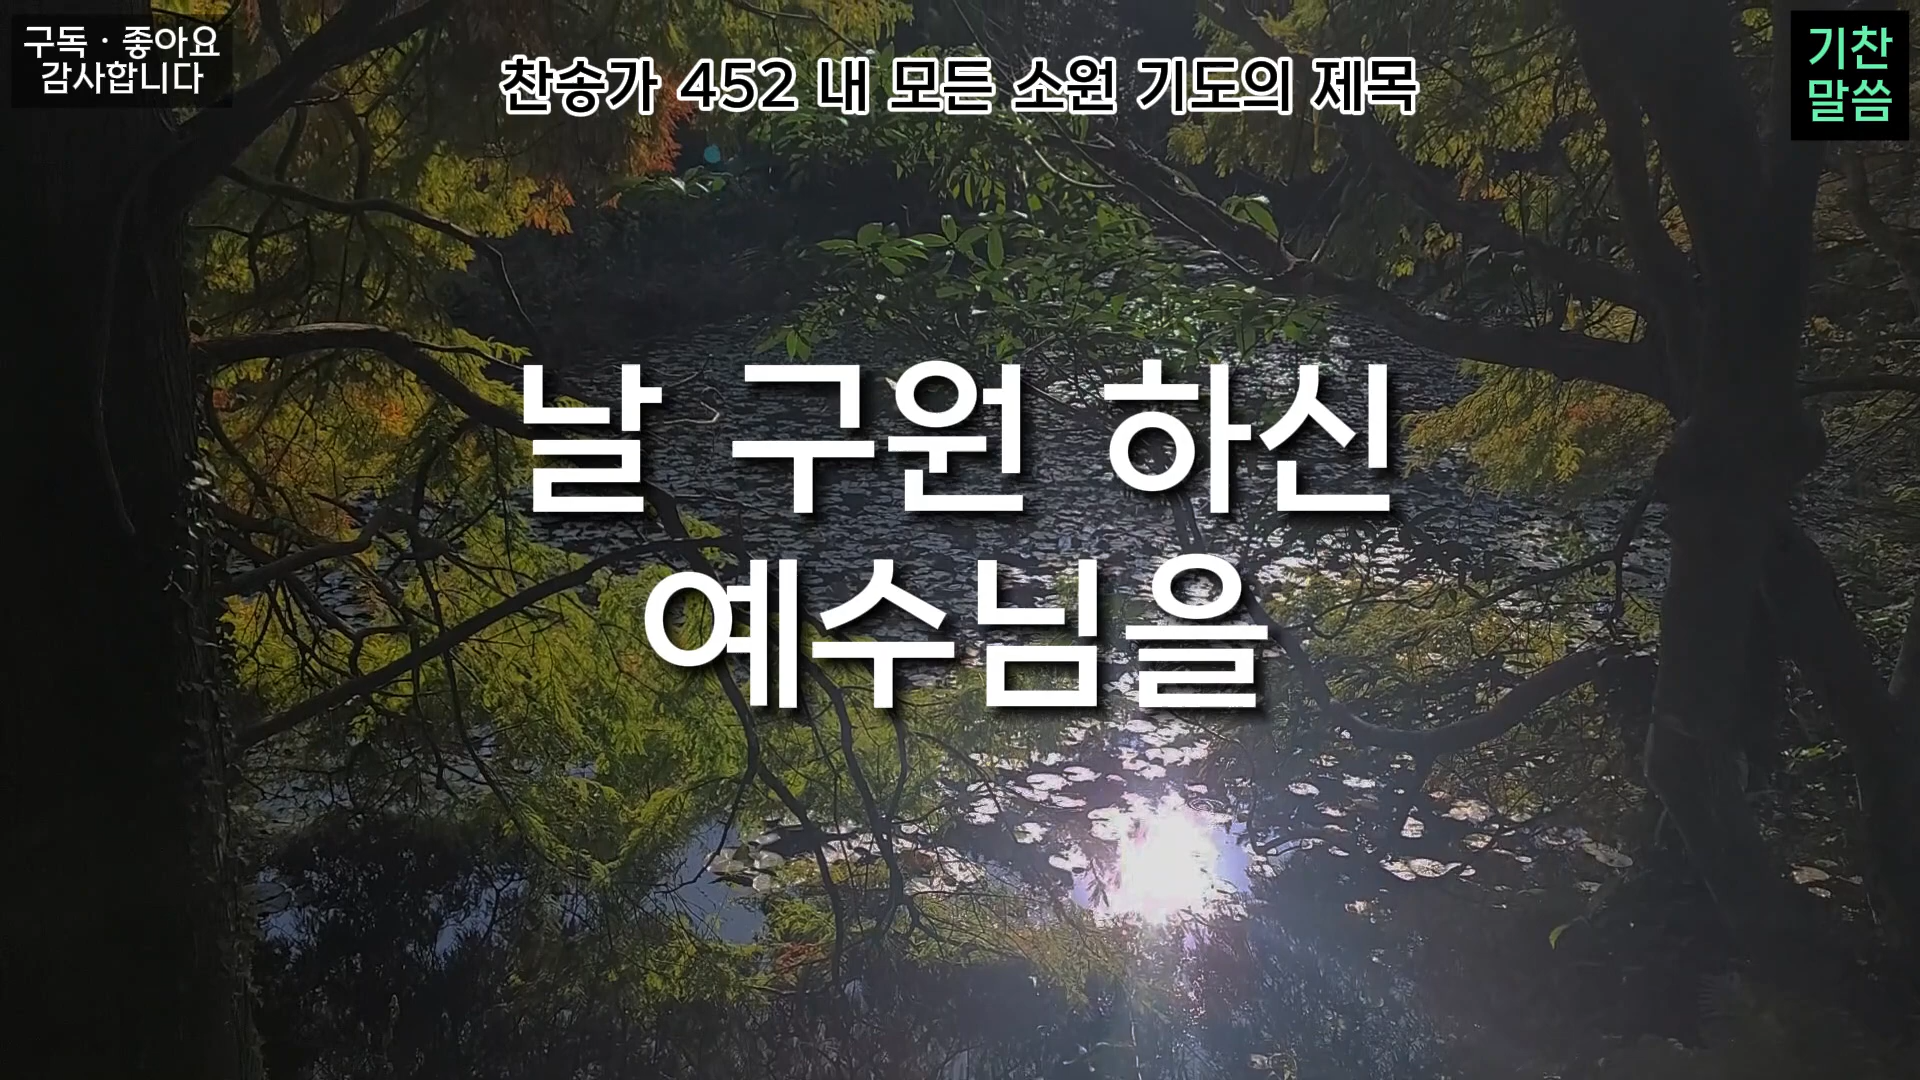 구독 · 좋아요
감사합니다
찬송가 452 내 모든 소원 기도의 제목
기찬
말씀
날 구원 하신
예수님을